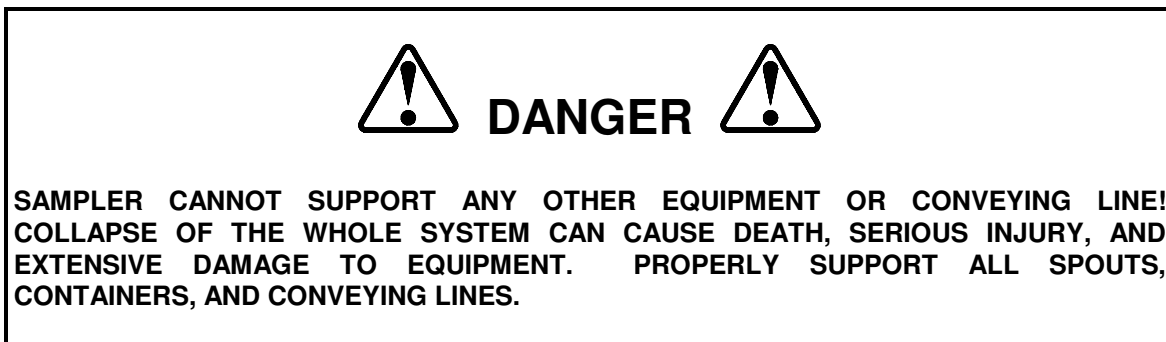 DANGER
SAMPLER CANNOT SUPPORT ANY OTHER EQUIPMENT OR CONVEYING LINE!
COLLAPSE OF THE WHOLE SYSTEM CAN CAUSE DEATH, SERIOUS INJURY, AND
EXTENSIVE DAMAGE TO EQUIPMENT. PROPERLY SUPPORT ALL SPOUTS,
CONTAINERS, AND CONVEYING LINES.